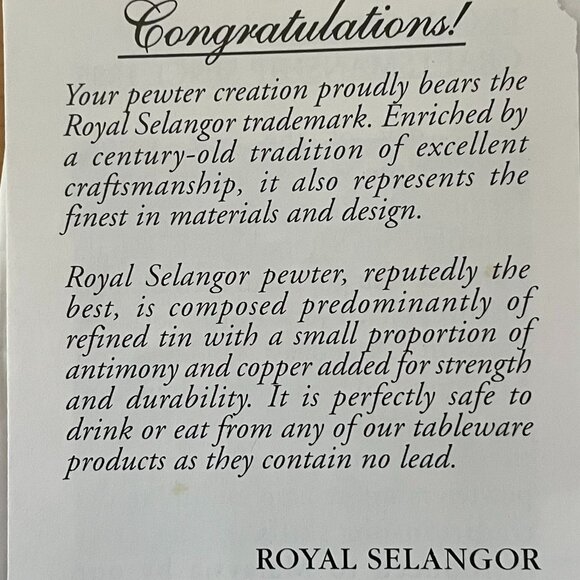 Congratulations!
Your pewter creation proudly bears the
Royal Selangor trademark. Enriched by
a century-old tradition of excellent
craftsmanship, it also represents the
finest in materials and design.
Royal Selangor pewter, reputedly the
best, is composed predominantly of
refined tin with a small proportion of
antimony and copper added for strength
and durability. It is perfectly safe to
drink or eat from any of our tableware
products as they contain no lead.
ROYAL SELANGOR